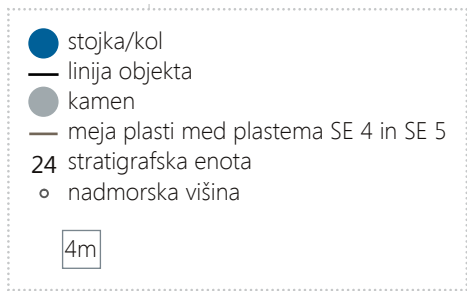 stojka/kol
linija objekta
kamen
meja plasti med plastema SE 4 in SE 5
24 stratigrafska enota
nadmorska višina
4m